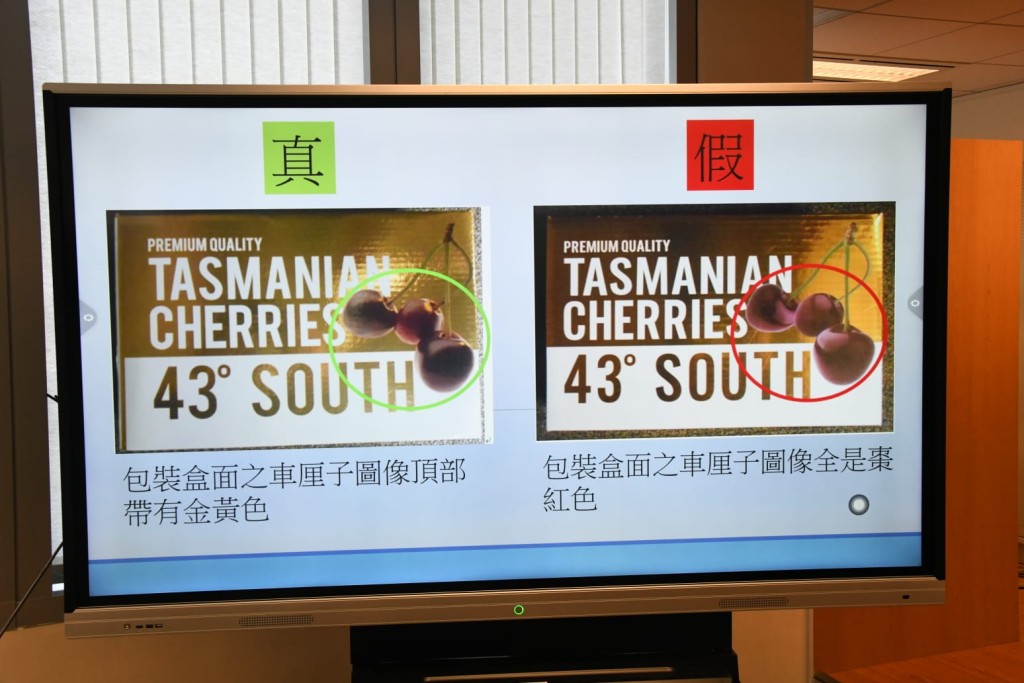 真
PREMIUM QUALITY
TASMANIAN
CHERRIES
43° SOUTH
包裝盒面之車厘子圖像頂部
帶有金黃色
假
PREMIUM QUALITY
TASMANIAN
CHERRIES
43° SOUTH
包裝盒面之車厘子圖像全是棗
紅色